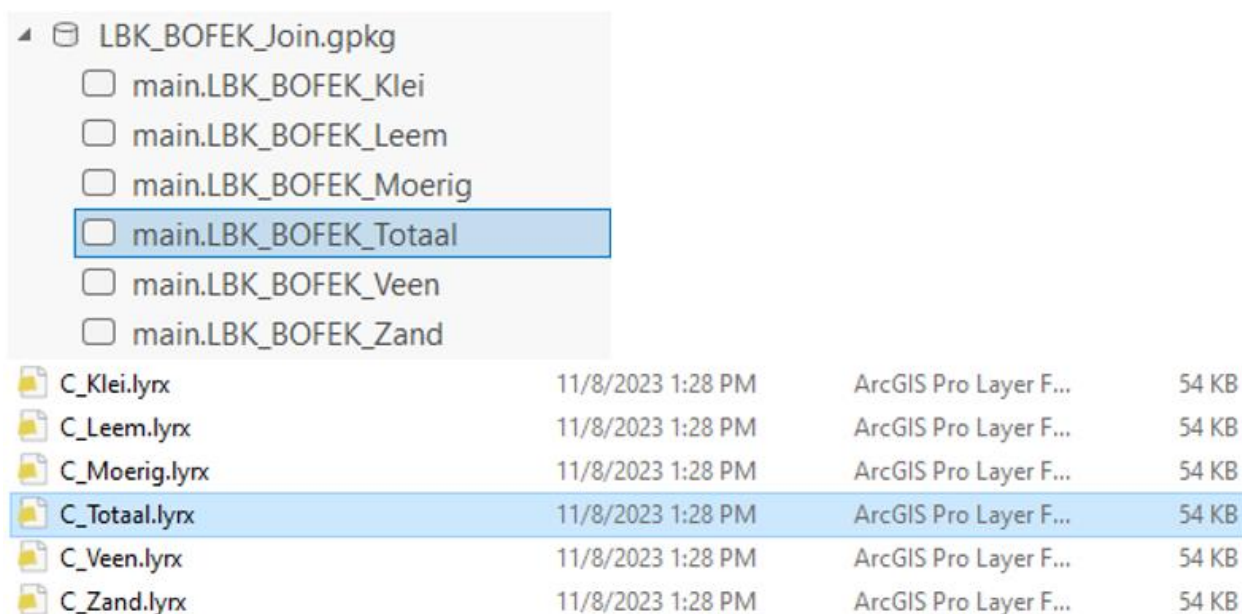 LBK_BOFEK_Join.gpkg
main.LBK_BOFEK_Klei
main.LBK_BOFEK_Leem
main.LBK_BOFEK_Moerig
main.LBK_BOFEK_Totaal
main.LBK_BOFEK_Veen
main.LBK_BOFEK_Zand
C_Klei.lyrx 11/8/2023 1:28 PM ArcGIS Pro Layer F... 54 KB
C_Leem.lyrx 11/8/2023 1:28 PM ArcGIS Pro Layer F... 54 KB
C_Moerig.lyrx 11/8/2023 1:28 PM ArcGIS Pro Layer F... 54 KB
C_Totaal.lyrx 11/8/2023 1:28 PM ArcGIS Pro Layer F... 54 KB
C_Veen.lyrx 11/8/2023 1:28 PM ArcGIS Pro Layer F... 54 KB
C_Zand.lyrx 11/8/2023 1:28 PM ArcGIS Pro Layer F... 54 KB